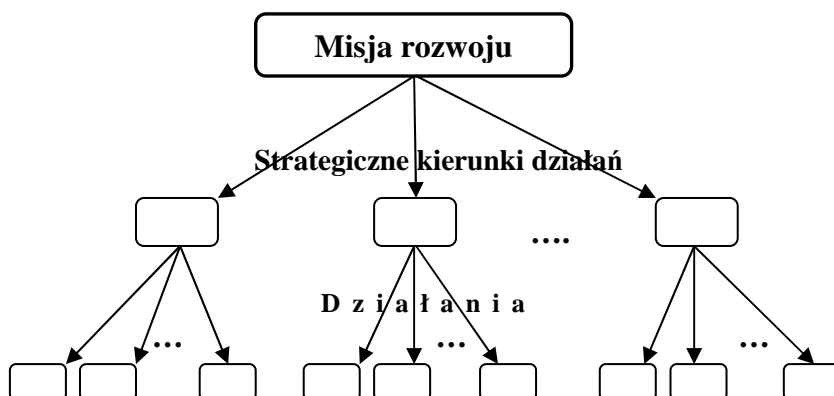 Misja rozwoju
Strategiczne kierunki działań
....
D z i a ł a n i a
... ... ...